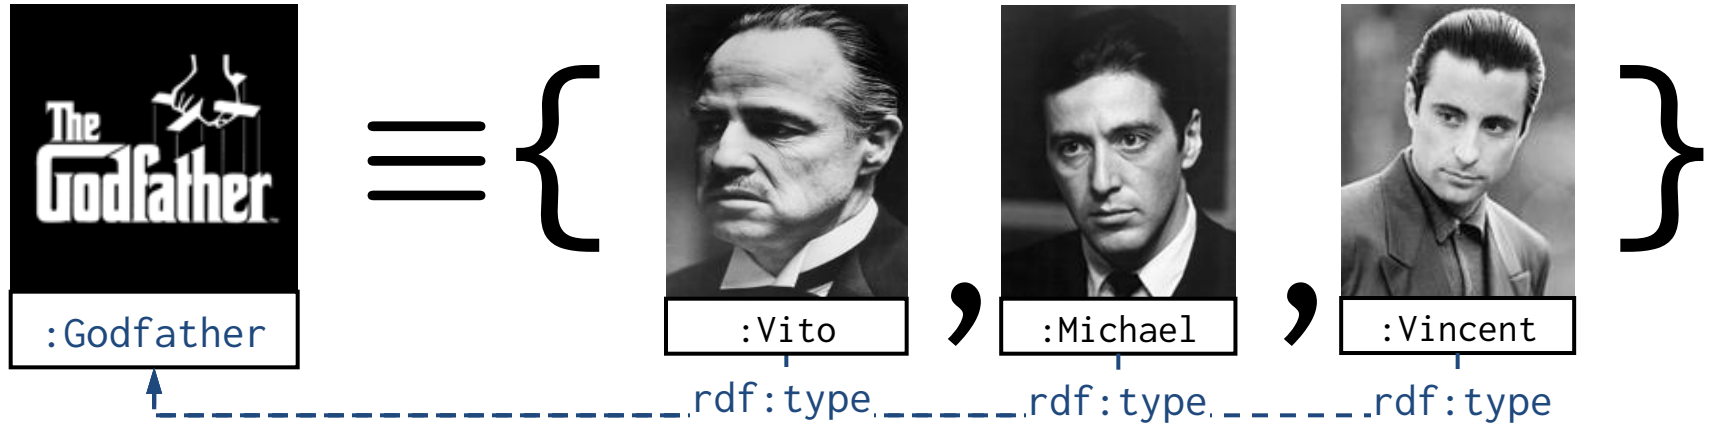 The
Godfather
≡ { , , }
:Godfather
:Vito
:Michael
:Vincent
rdf:type
rdf:type
rdf:type